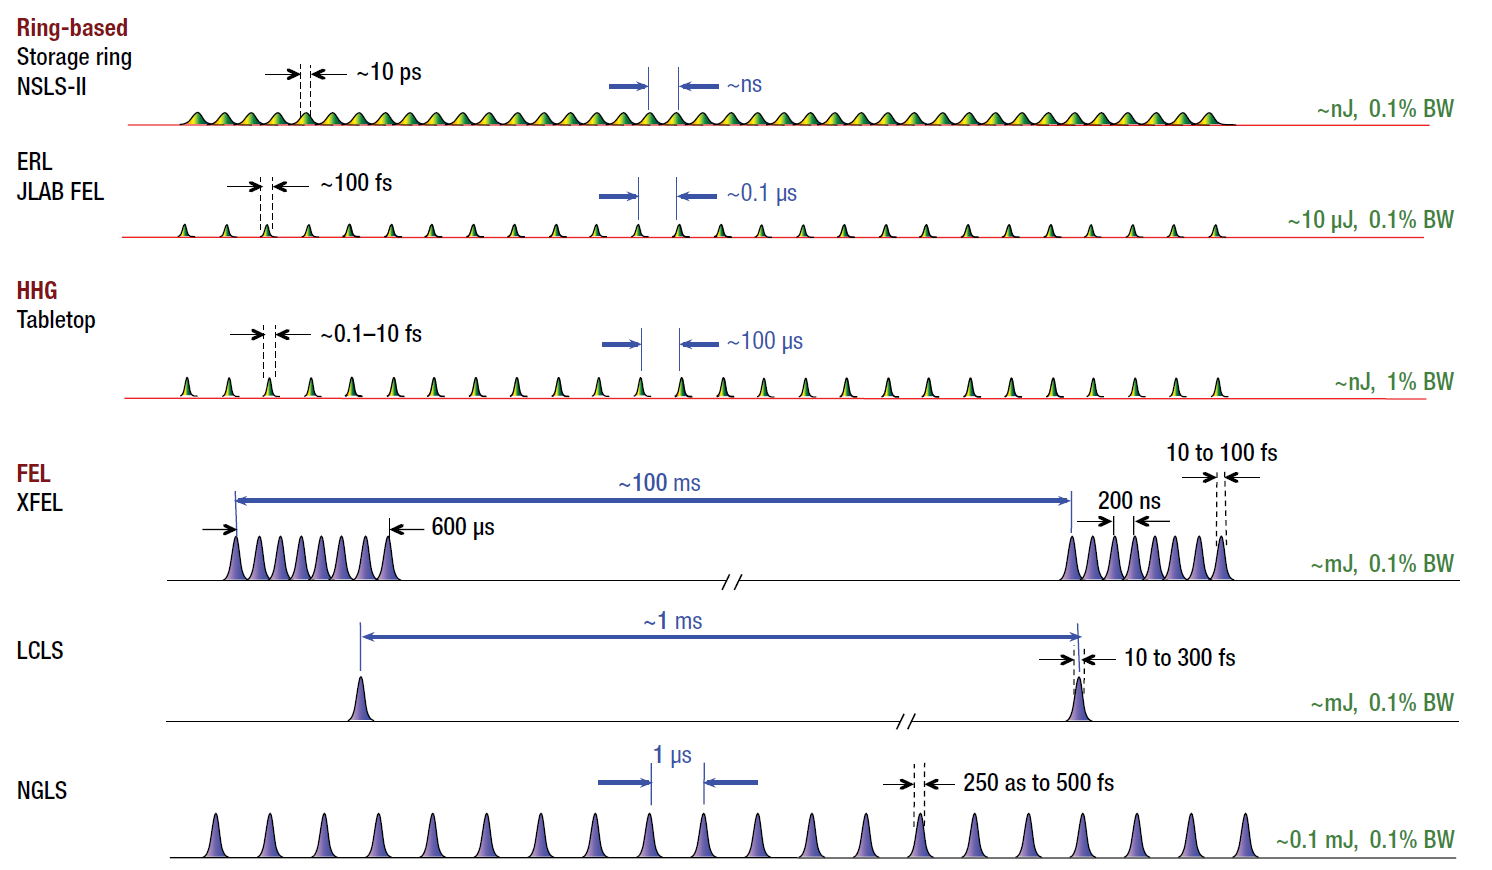 Ring-based
Storage ring
NSLS-II
~10 ps
~ns
~nJ, 0.1% BW
ERL
JLAB FEL
~100 fs
~0.1 µs
~10 µJ, 0.1% BW
HHG
Tabletop
~0.1–10 fs
~100 µs
~nJ, 1% BW
FEL
XFEL
~100 ms
600 µs
200 ns
10 to 100 fs
~mJ, 0.1% BW
LCLS
~1 ms
10 to 300 fs
~mJ, 0.1% BW
NGLS
1 µs
250 as to 500 fs
~0.1 mJ, 0.1% BW